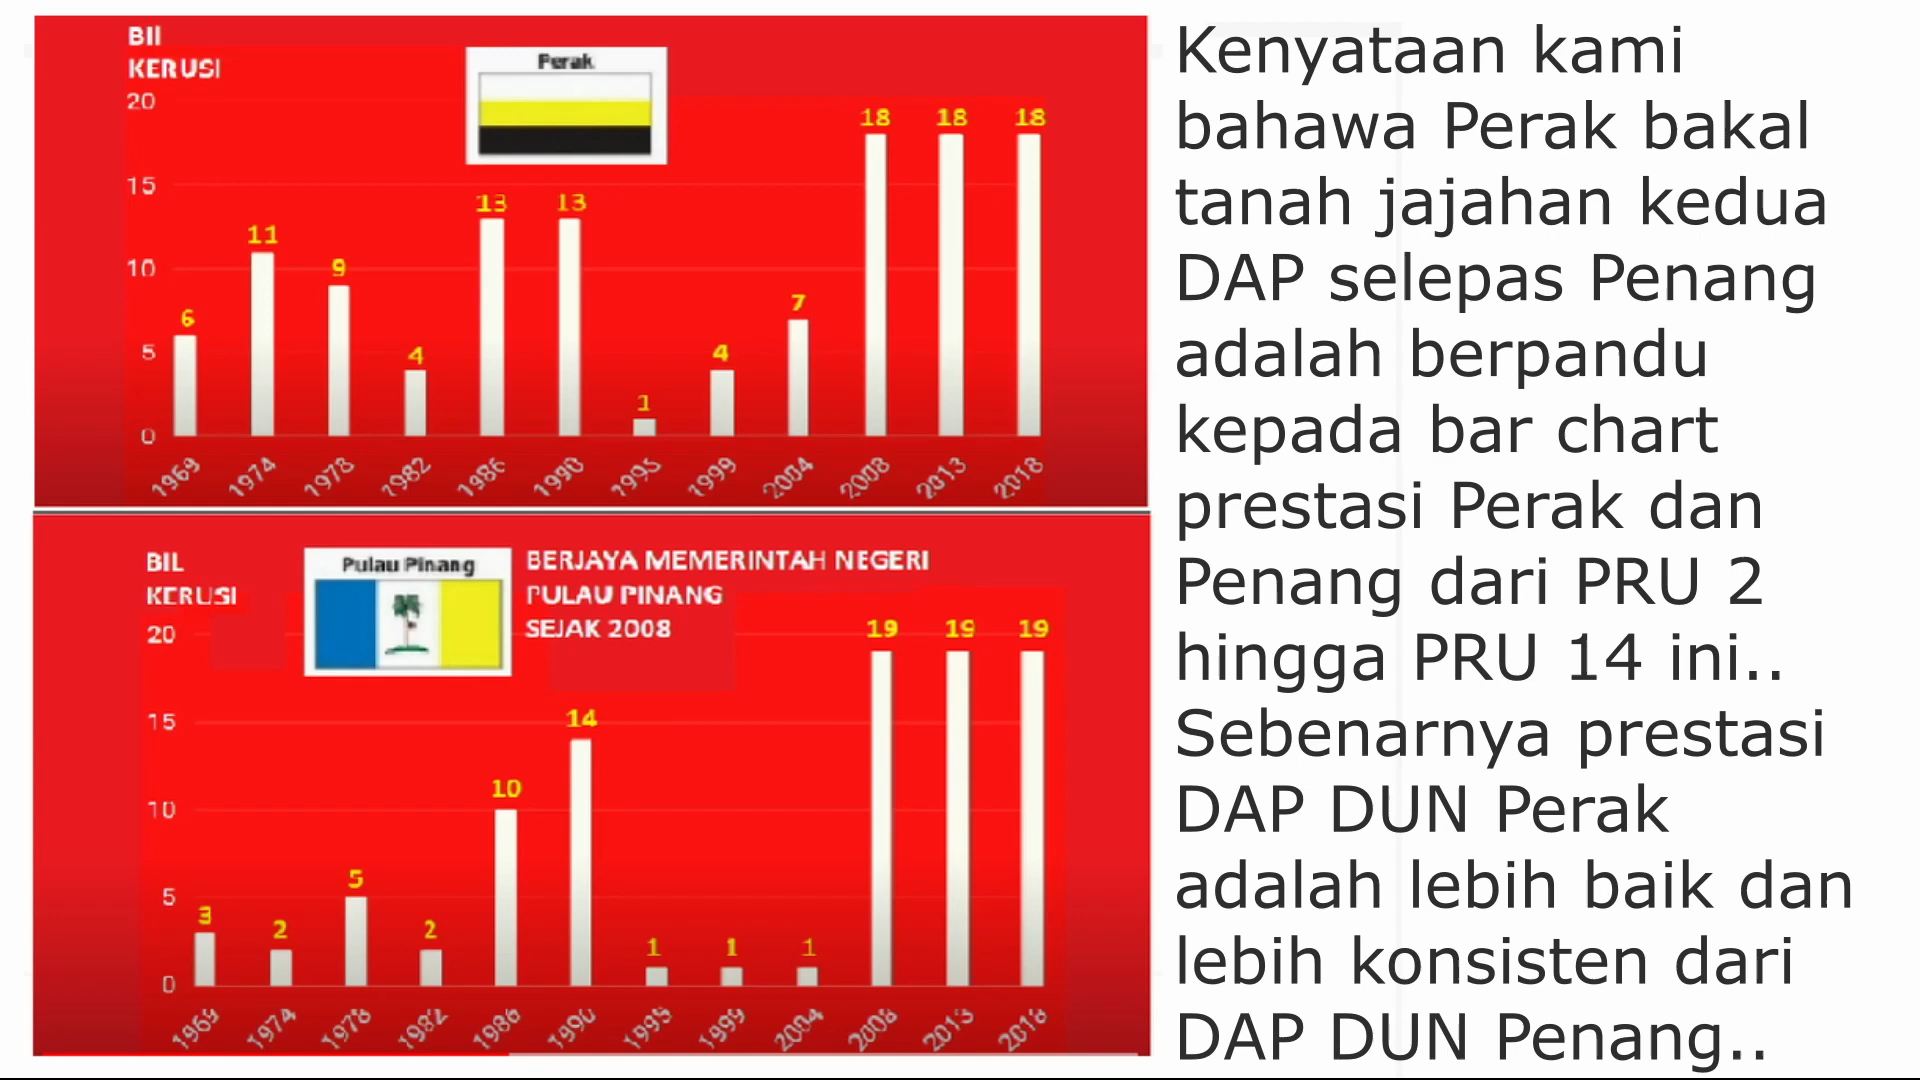 BIl
KERUSI
Perak
20
15
10
5
0
6
11
9
4
13
13
1
4
7
18
18
18
1969
1974
1978
1982
1986
1990
1995
1999
2004
2008
2013
2018
BIL
KERUSI
Pulau Pinang
BERJAYA MEMERINTAH NEGERI
PULAU PINANG
SEJAK 2008
20
15
10
5
0
3
2
5
2
10
14
1
1
1
19
19
19
1969
1974
1978
1982
1986
1990
1995
1999
2004
2008
2013
2018
Kenyataan kami
bahawa Perak bakal
tanah jajahan kedua
DAP selepas Penang
adalah berpandu
kepada bar chart
prestasi Perak dan
Penang dari PRU 2
hingga PRU 14 ini..
Sebenarnya prestasi
DAP DUN Perak
adalah lebih baik dan
lebih konsisten dari
DAP DUN Penang..